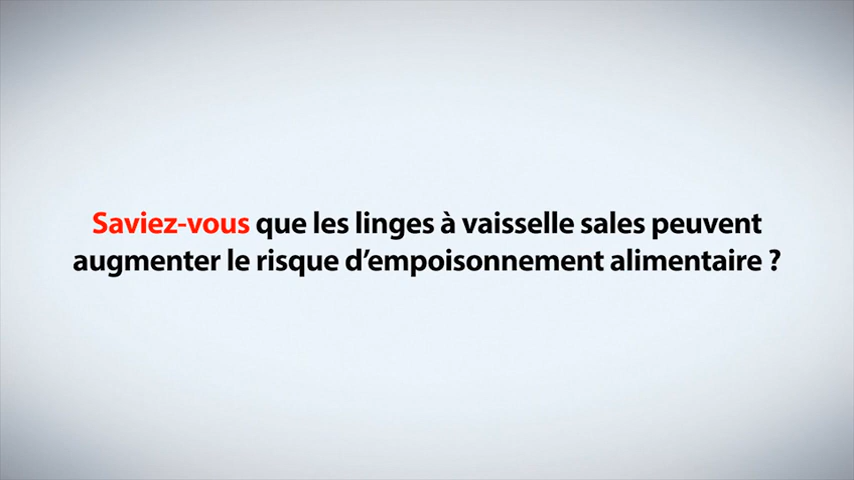 Saviez-vous que les linges à vaisselle sales peuvent
augmenter le risque d’empoisonnement alimentaire ?